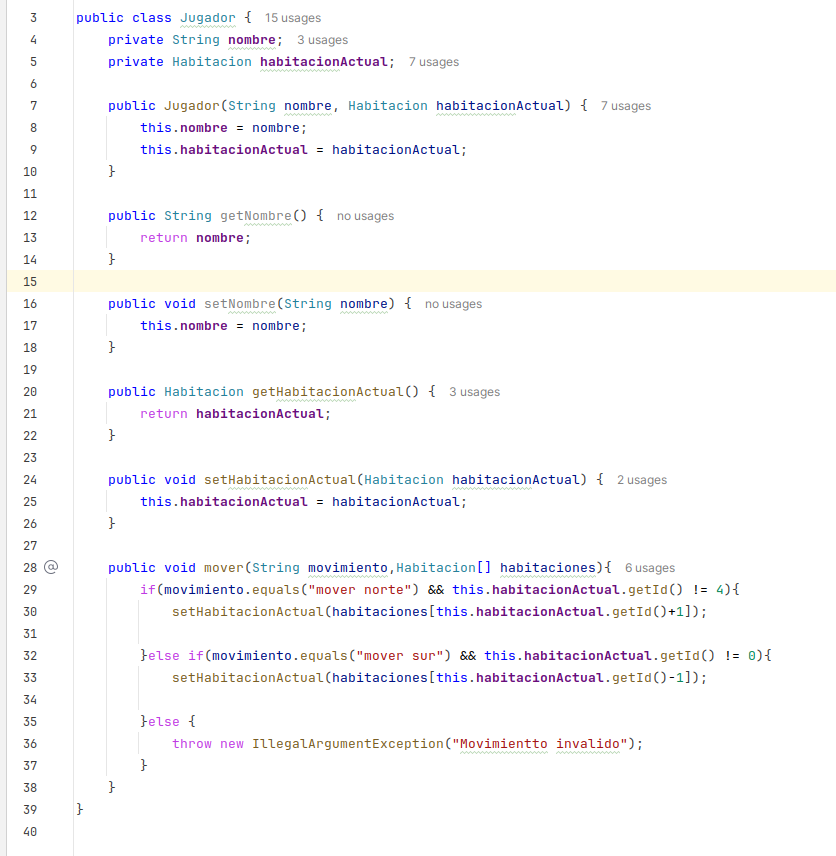 3 public class Jugador { 15 usages
4     private String nombre; 3 usages
5     private Habitacion habitacionActual; 7 usages
6
7     public Jugador(String nombre, Habitacion habitacionActual) { 7 usages
8         this.nombre = nombre;
9         this.habitacionActual = habitacionActual;
10     }
11
12     public String getNombre() { no usages
13         return nombre;
14     }
15
16     public void setNombre(String nombre) { no usages
17         this.nombre = nombre;
18     }
19
20     public Habitacion getHabitacionActual() { 3 usages
21         return habitacionActual;
22     }
23
24     public void setHabitacionActual(Habitacion habitacionActual) { 2 usages
25         this.habitacionActual = habitacionActual;
26     }
27
28 @     public void mover(String movimiento,Habitacion[] habitaciones){ 6 usages
29         if(movimiento.equals("mover norte") && this.habitacionActual.getId() != 4){
30             setHabitacionActual(habitaciones[this.habitacionActual.getId()+1]);
31
32         }else if(movimiento.equals("mover sur") && this.habitacionActual.getId() != 0){
33             setHabitacionActual(habitaciones[this.habitacionActual.getId()-1]);
34
35         }else {
36             throw new IllegalArgumentException("Movimientto invalido");
37         }
38     }
39 }
40